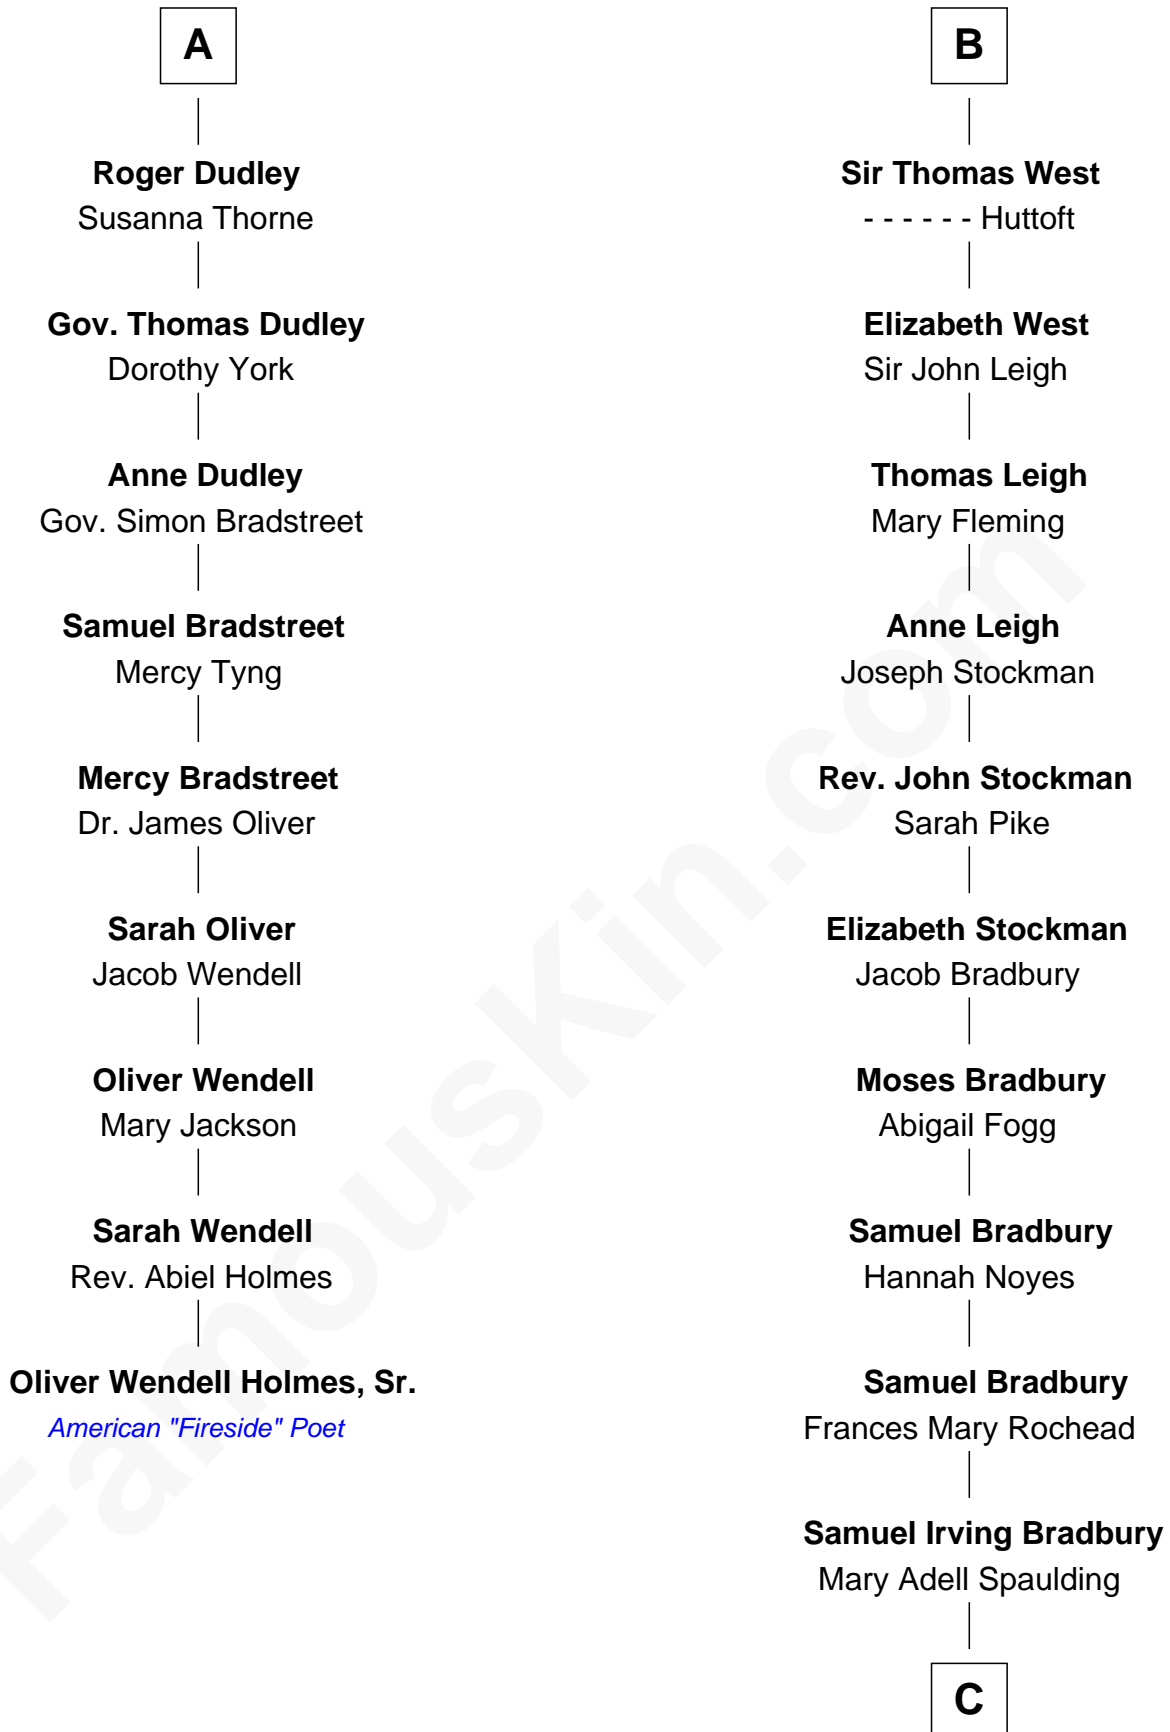 A
Roger Dudley
Susanna Thorne
Gov. Thomas Dudley
Dorothy York
Anne Dudley
Gov. Simon Bradstreet
Samuel Bradstreet
Mercy Tyng
Mercy Bradstreet
Dr. James Oliver
Sarah Oliver
Jacob Wendell
Oliver Wendell
Mary Jackson
Sarah Wendell
Rev. Abiel Holmes
Oliver Wendell Holmes, Sr.
American "Fireside" Poet
B
Sir Thomas West
- - - - - - Huttoft
Elizabeth West
Sir John Leigh
Thomas Leigh
Mary Fleming
Anne Leigh
Joseph Stockman
Rev. John Stockman
Sarah Pike
Elizabeth Stockman
Jacob Bradbury
Moses Bradbury
Abigail Fogg
Samuel Bradbury
Hannah Noyes
Samuel Bradbury
Frances Mary Rochead
Samuel Irving Bradbury
Mary Adell Spaulding
C
FamousKin.com